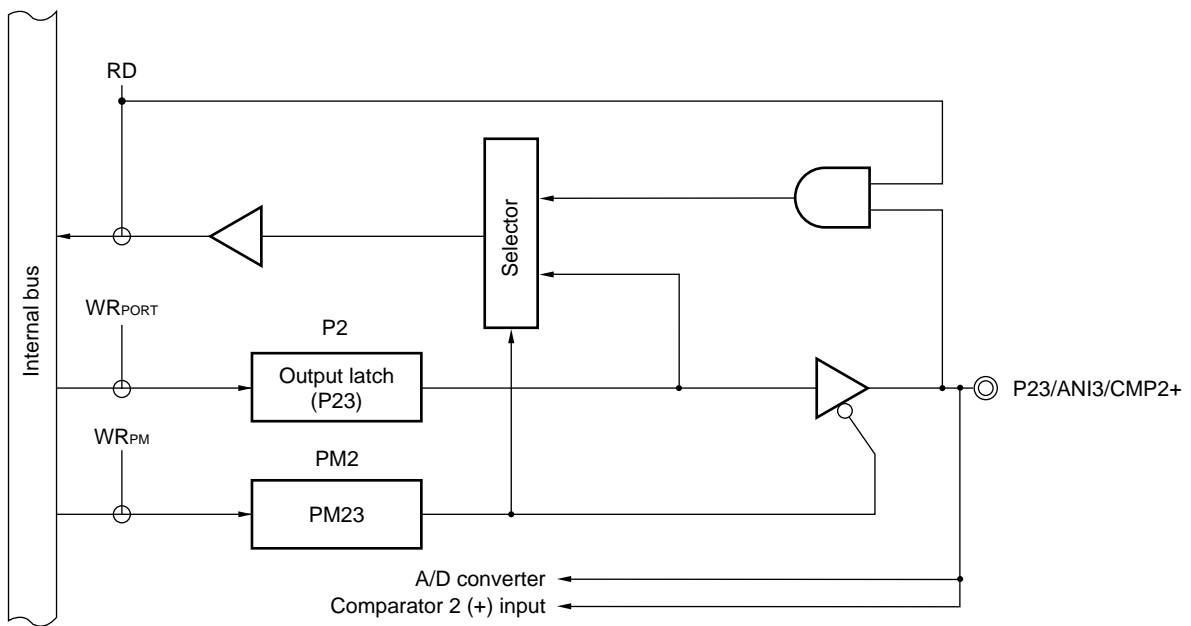 RD
Selector
Internal bus
WRPORT
P2
Output latch
(P23)
P23/ANI3/CMP2+
WRPM
PM2
PM23
A/D converter
Comparator 2 (+) input